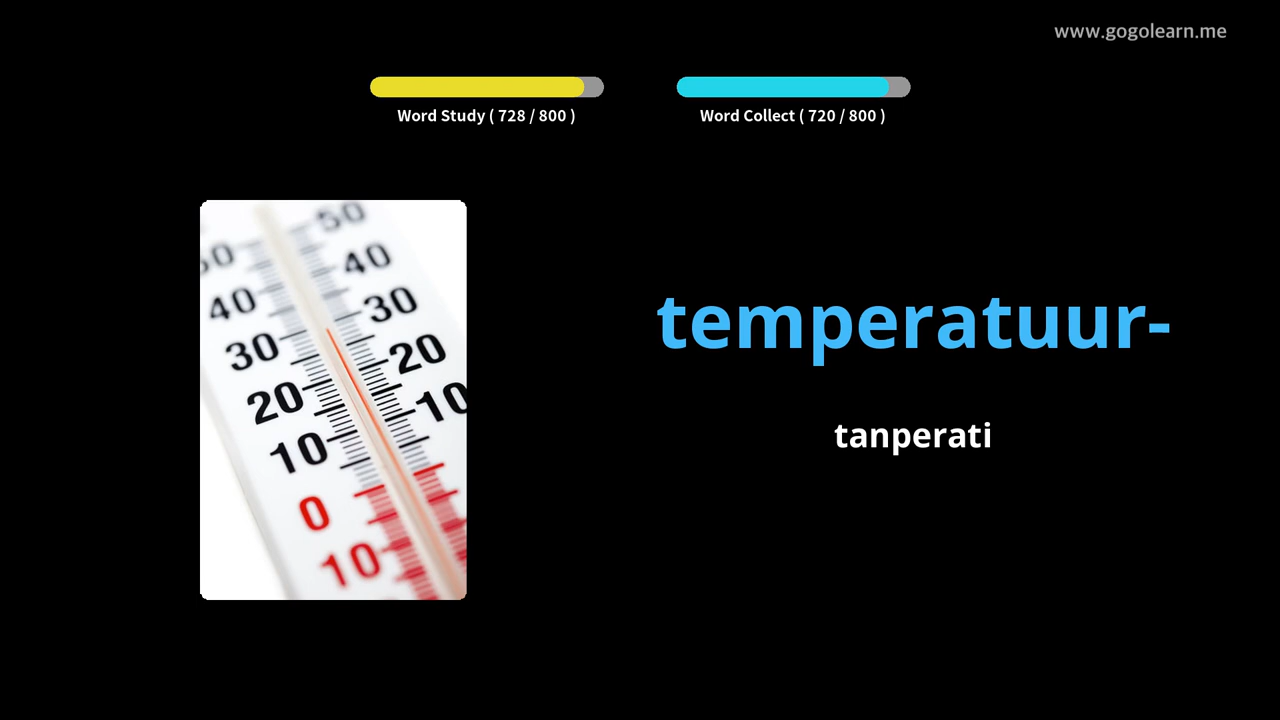 www.gogolearn.me
Word Study ( 728 / 800 )
Word Collect ( 720 / 800 )
50
50
40
40
30
30
20
20
10
10
0
10
temperatuur-
tanperati